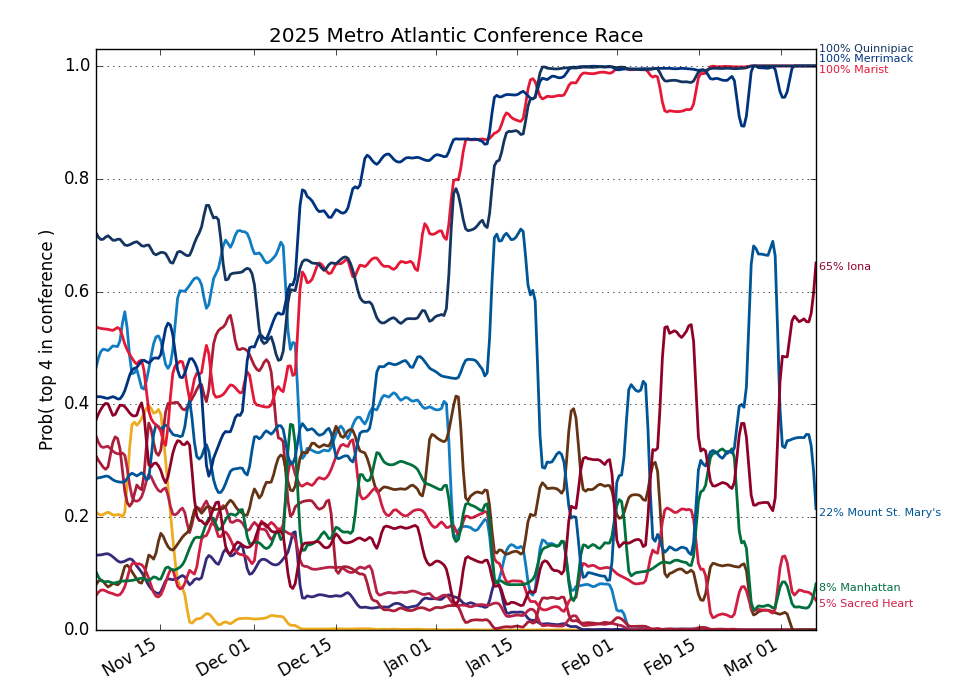 2025 Metro Atlantic Conference Race
Prob( top 4 in conference )
1.0
0.8
0.6
0.4
0.2
0.0
Nov 15
Dec 01
Dec 15
Jan 01
Jan 15
Feb 01
Feb 15
Mar 01
100% Quinnipiac
100% Merrimack
100% Marist
65% Iona
22% Mount St. Mary's
8% Manhattan
5% Sacred Heart